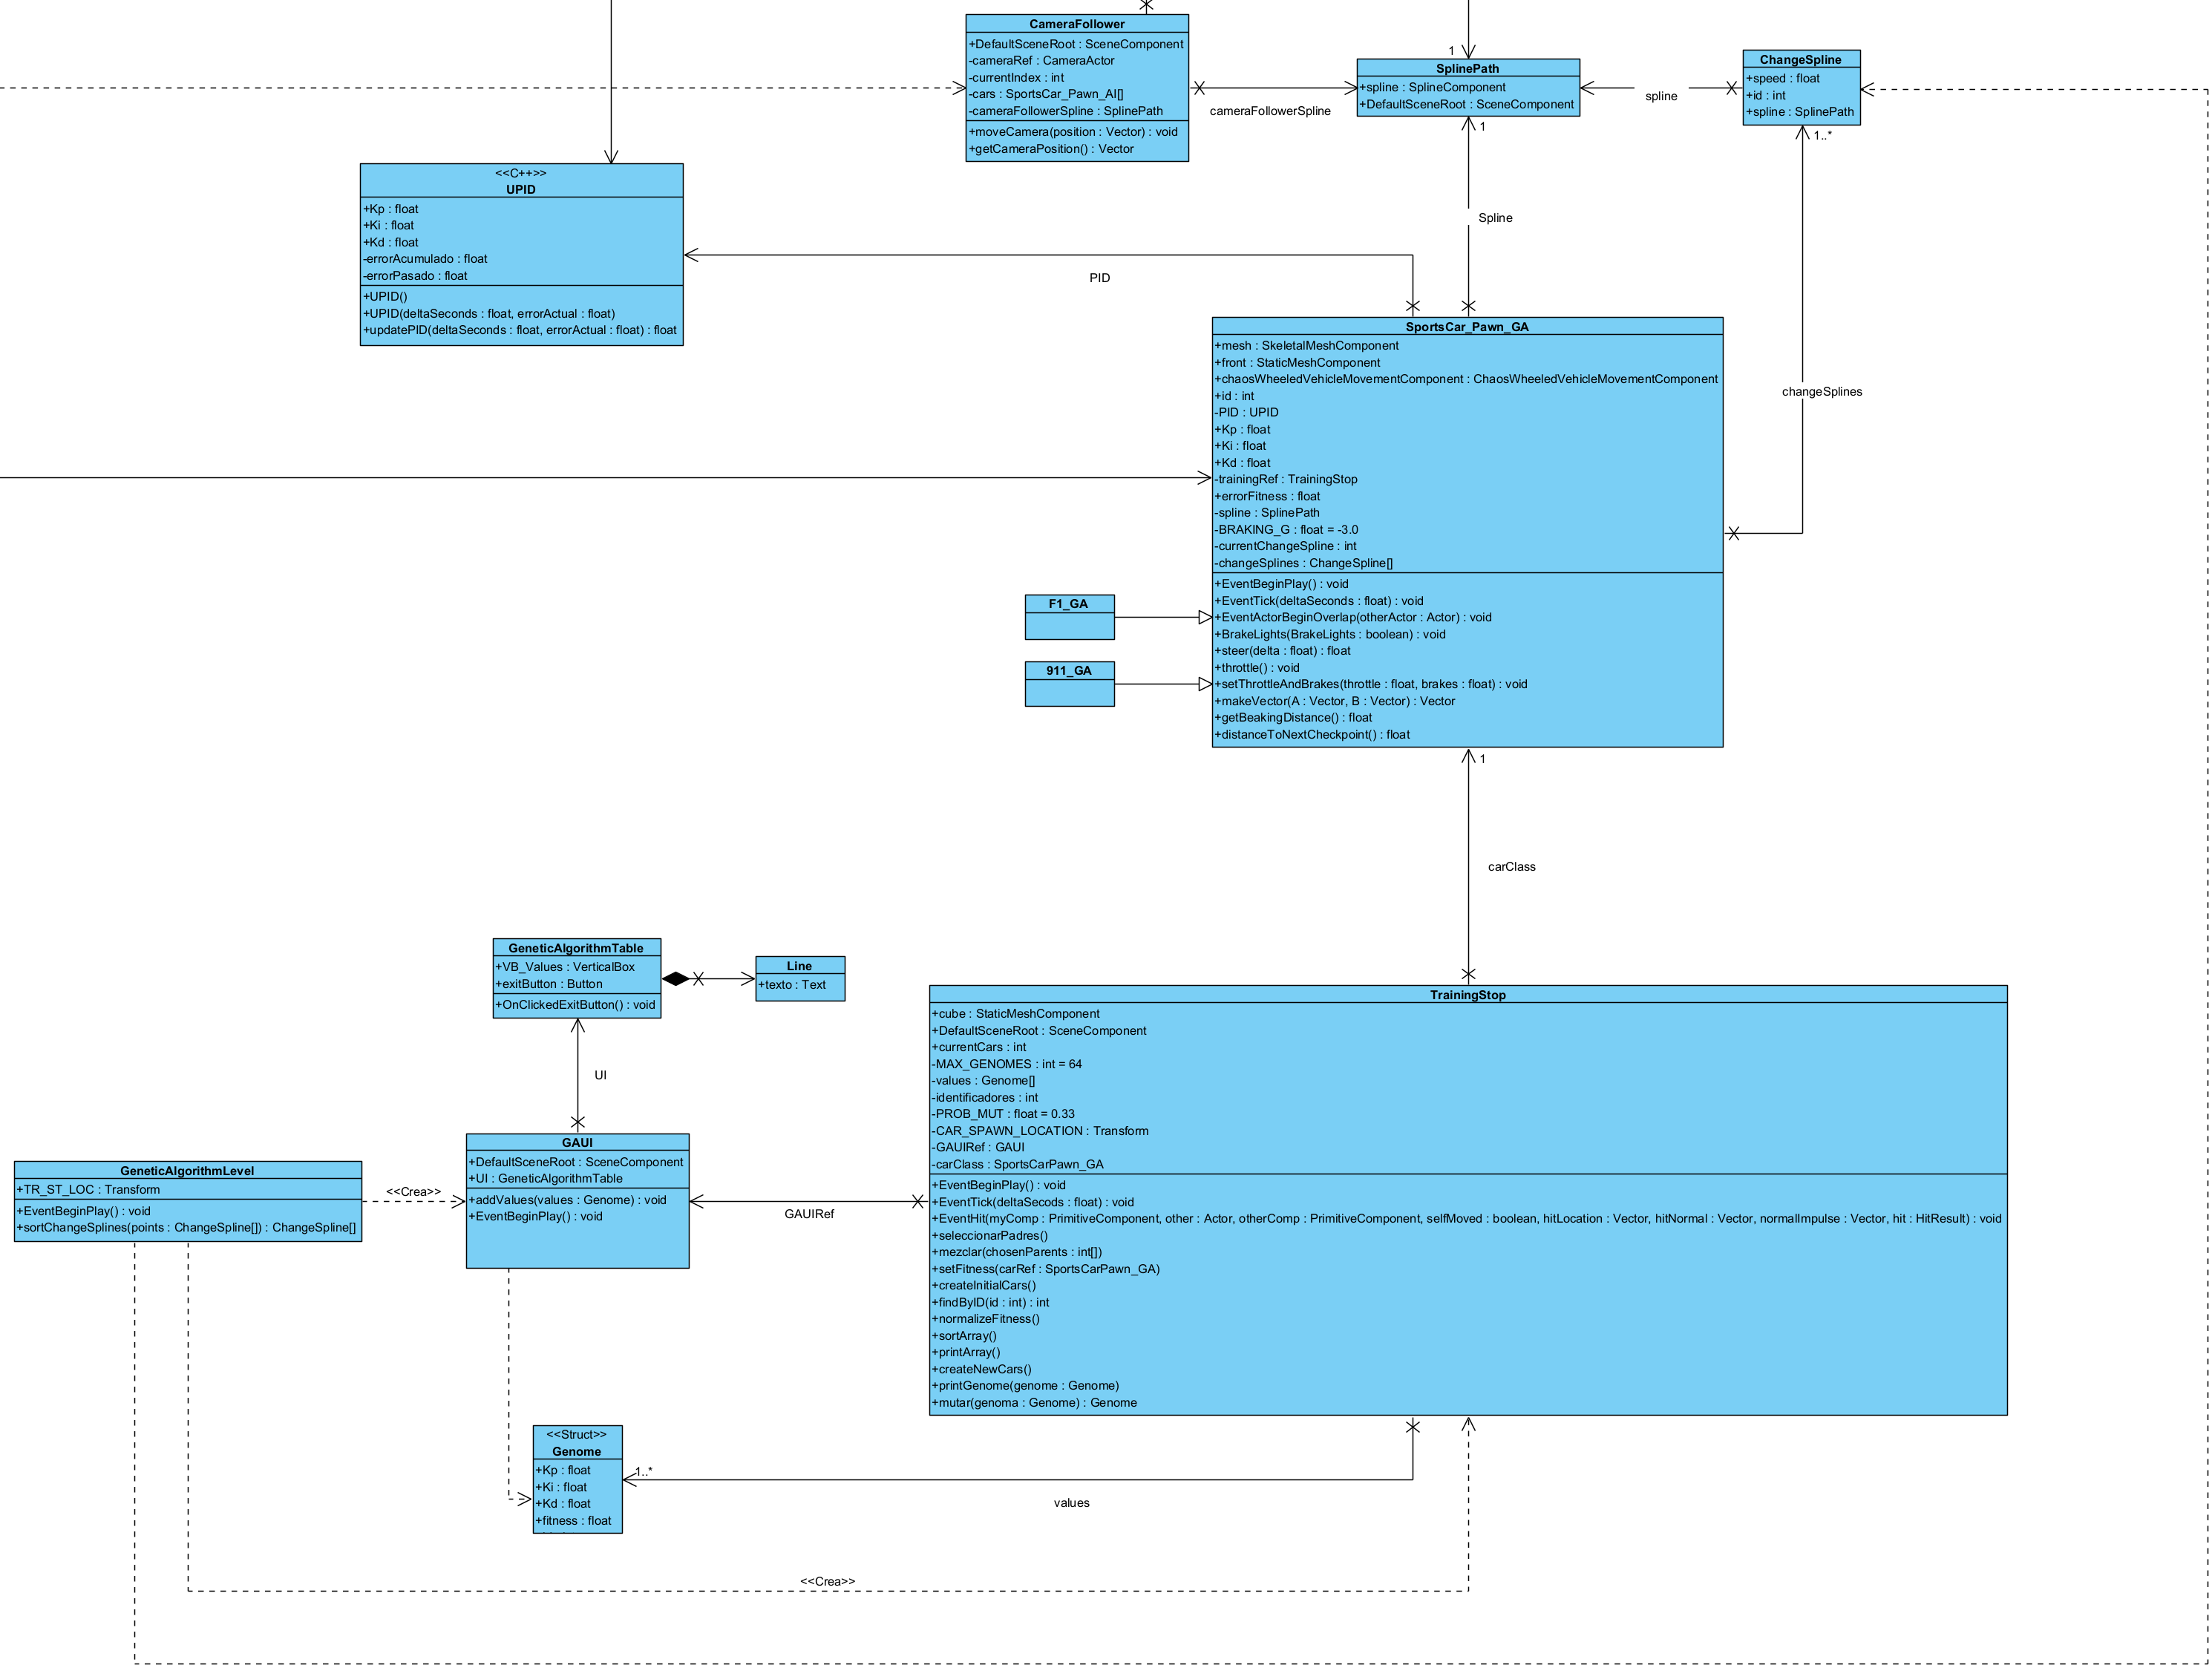 CameraFollower
+DefaultSceneRoot : SceneComponent
-cameraRef : CameraActor
-currentIndex : int
-cars : SportsCar_Pawn_AI[]
-cameraFollowerSpline : SplinePath
+moveCamera(position : Vector) : void
+getCameraPosition() : Vector
cameraFollowerSpline
1
SplinePath
+spline : SplineComponent
+DefaultSceneRoot : SceneComponent
1
spline
ChangeSpline
+speed : float
+id : int
+spline : SplinePath
1..*
<<C++>>
UPID
+Kp : float
+Ki : float
+Kd : float
-errorAcumulado : float
-errorPasado : float
+UPID()
+UPID(deltaSeconds : float, errorActual : float)
+updatePID(deltaSeconds : float, errorActual : float) : float
PID
Spline
changeSplines
SportsCar_Pawn_GA
+mesh : SkeletalMeshComponent
+front : StaticMeshComponent
+chaosWheeledVehicleMovementComponent : ChaosWheeledVehicleMovementComponent
+id : int
-PID : UPID
+Kp : float
+Ki : float
+Kd : float
-trainingRef : TrainingStop
+errorFitness : float
-spline : SplinePath
-BRAKING_G : float = -3.0
-currentChangeSpline : int
-changeSplines : ChangeSpline[]
+EventBeginPlay() : void
+EventTick(deltaSeconds : float) : void
+EventActorBeginOverlap(otherActor : Actor) : void
+BrakeLights(BrakeLights : boolean) : void
+steer(delta : float) : float
+throttle() : void
+setThrottleAndBrakes(throttle : float, brakes : float) : void
+makeVector(A : Vector, B : Vector) : Vector
+getBeakingDistance() : float
+distanceToNextCheckpoint() : float
F1_GA
911_GA
1
carClass
GeneticAlgorithmTable
+VB_Values : VerticalBox
+exitButton : Button
+OnClickedExitButton() : void
Line
+texto : Text
UI
TrainingStop
+cube : StaticMeshComponent
+DefaultSceneRoot : SceneComponent
+currentCars : int
-MAX_GENOMES : int = 64
-values : Genome[]
-identificadores : int
-PROB_MUT : float = 0.33
-CAR_SPAWN_LOCATION : Transform
-GAUIRef : GAUI
-carClass : SportsCarPawn_GA
+EventBeginPlay() : void
+EventTick(deltaSecods : float) : void
+EventHit(myComp : PrimitiveComponent, other : Actor, otherComp : PrimitiveComponent, selfMoved : boolean, hitLocation : Vector, hitNormal : Vector, normalImpulse : Vector, hit : HitResult) : void
+seleccionarPadres()
+mezclar(chosenParents : int[])
+setFitness(carRef : SportsCarPawn_GA)
+createInitialCars()
+findByID(id : int) : int
+normalizeFitness()
+sortArray()
+printArray()
+createNewCars()
+printGenome(genome : Genome)
+mutar(genoma : Genome) : Genome
GAUI
+DefaultSceneRoot : SceneComponent
+UI : GeneticAlgorithmTable
+addValues(values : Genome) : void
+EventBeginPlay() : void
GAUIRef
GeneticAlgorithmLevel
+TR_ST_LOC : Transform
+EventBeginPlay() : void
+sortChangeSplines(points : ChangeSpline[]) : ChangeSpline[]
<<Crea>>
<<Struct>>
Genome
+Kp : float
+Ki : float
+Kd : float
+fitness : float
1..*
values
<<Crea>>